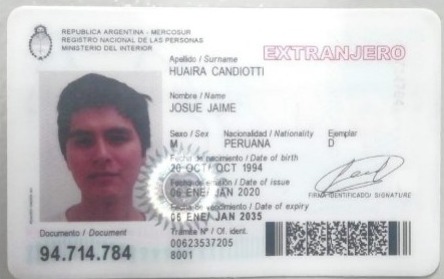 REPUBLICA ARGENTINA - MERCOSUR
REGISTRO NACIONAL DE LAS PERSONAS
MINISTERIO DEL INTERIOR
EXTRANJERO
Apellido / Surname
HUAIRA CANDIOTTI
Nombre / Name
JOSUE JAIME
Sexo / Sex Nacionalidad / Nationality Ejemplar
M PERUANA D
Fecha de nacimiento / Date of birth
20 OCT/ OCT 1994
Fecha de emisión / Date of issue
06 ENE/ JAN 2020
Fecha de vencimiento / Date of expiry
06 ENE/ JAN 2035
FIRMA IDENTIFICADO/ SIGNATURE
Documento / Document
94.714.784
Trámite Nº / Of. ident.
00623537205
8001